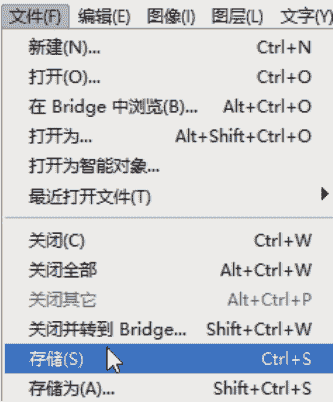 文件(F) 编辑(E) 图像(I) 图层(L) 文字(Y)
新建(N)... Ctrl+N
打开(O)... Ctrl+O
在 Bridge 中浏览(B)... Alt+Ctrl+O
打开为... Alt+Shift+Ctrl+O
打开为智能对象...
最近打开文件(T)
关闭(C) Ctrl+W
关闭全部 Alt+Ctrl+W
关闭其它 Alt+Ctrl+P
关闭并转到 Bridge... Shift+Ctrl+W
存储(S) Ctrl+S
存储为(A)... Shift+Ctrl+S